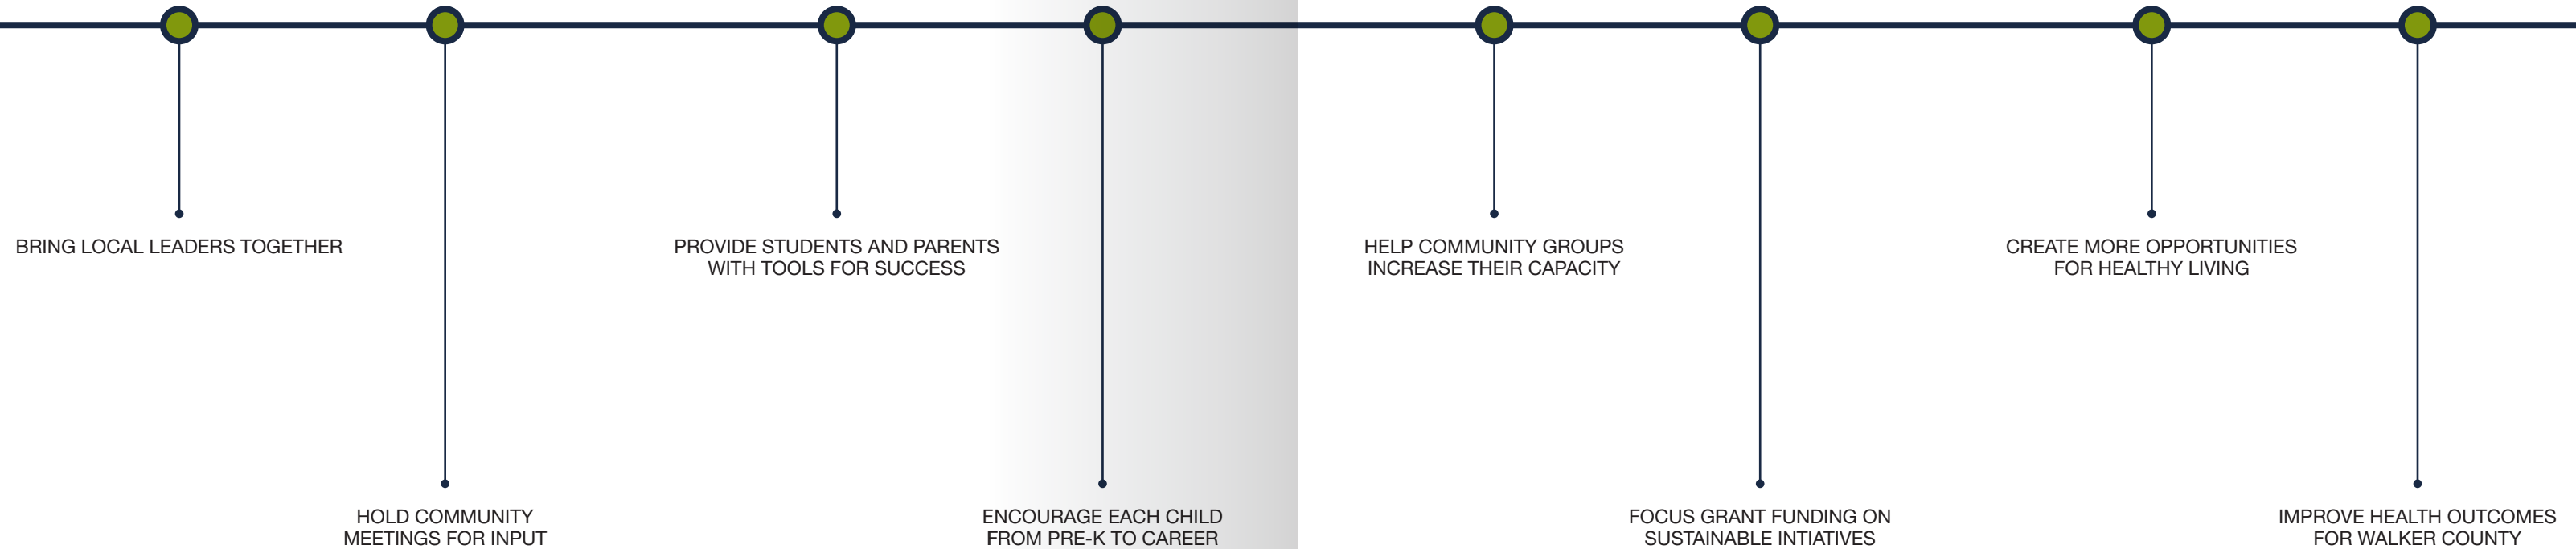 BRING LOCAL LEADERS TOGETHER
HOLD COMMUNITY
MEETINGS FOR INPUT
PROVIDE STUDENTS AND PARENTS
WITH TOOLS FOR SUCCESS
ENCOURAGE EACH CHILD
FROM PRE-K TO CAREER
HELP COMMUNITY GROUPS
INCREASE THEIR CAPACITY
FOCUS GRANT FUNDING ON
SUSTAINABLE INTIATIVES
CREATE MORE OPPORTUNITIES
FOR HEALTHY LIVING
IMPROVE HEALTH OUTCOMES
FOR WALKER COUNTY